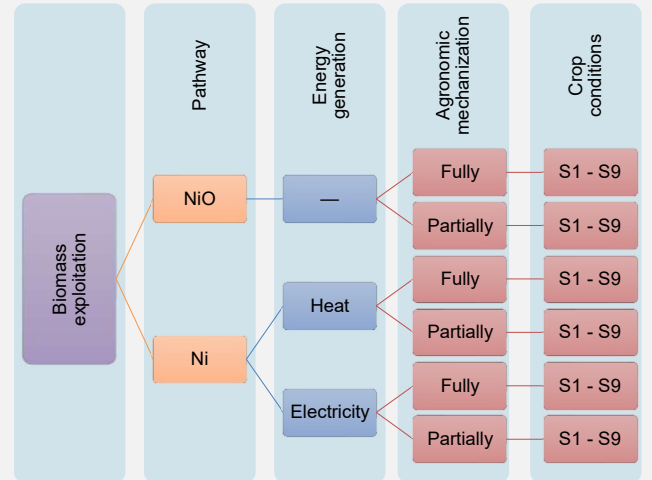 Pathway
Energy
generation
Agronomic
mechanization
Crop
conditions
Biomass
exploitation
NiO
—
Fully
S1 - S9
Partially
S1 - S9
Ni
Heat
Fully
S1 - S9
Partially
S1 - S9
Electricity
Fully
S1 - S9
Partially
S1 - S9